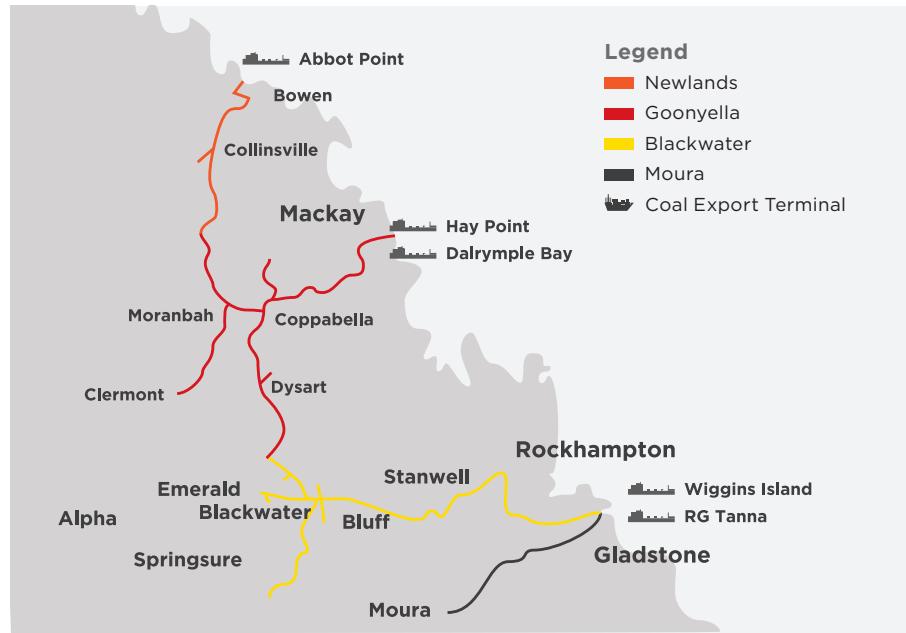 Abbot Point
Bowen
Collinsville
Mackay
Hay Point
Dalrymple Bay
Moranbah
Coppabella
Clermont
Dysart
Rockhampton
Stanwell
Emerald
Blackwater
Bluff
Alpha
Springsure
Wiggins Island
RG Tanna
Gladstone
Moura
Legend
Newlands
Goonyella
Blackwater
Moura
Coal Export Terminal